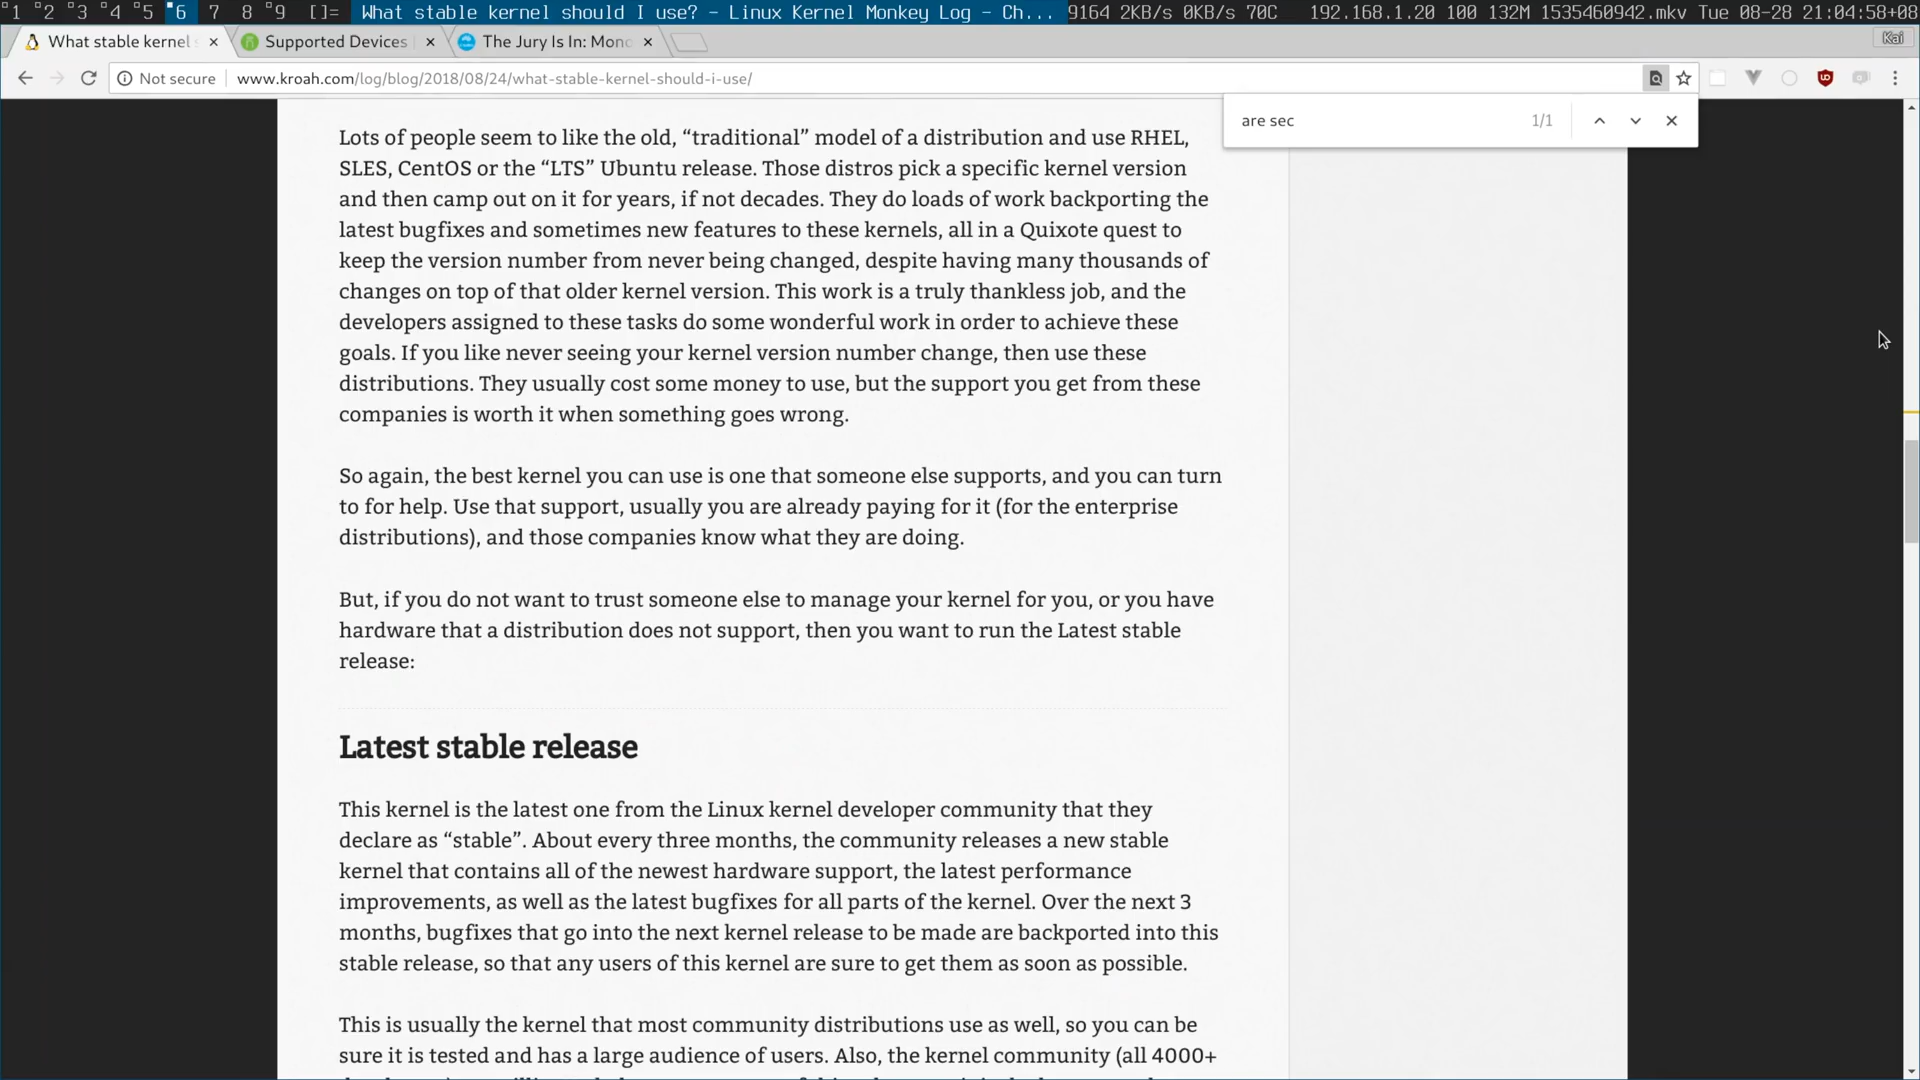 1 2 3 4 5 6 7 8 9 []= What stable kernel should I use? - Linux Kernel Monkey Log - Ch... 9164 2KB/s 0KB/s 70C 192.168.1.20 100 132M 1535460942.mkv Tue 08-28 21:04:58+08
What stable kernel Supported Devices The Jury Is In: Mono Kai
Not secure www.kroah.com/log/blog/2018/08/24/what-stable-kernel-should-i-use/
are sec 1/1
Lots of people seem to like the old, “traditional” model of a distribution and use RHEL,
SLES, CentOS or the “LTS” Ubuntu release. Those distros pick a specific kernel version
and then camp out on it for years, if not decades. They do loads of work backporting the
latest bugfixes and sometimes new features to these kernels, all in a Quixote quest to
keep the version number from never being changed, despite having many thousands of
changes on top of that older kernel version. This work is a truly thankless job, and the
developers assigned to these tasks do some wonderful work in order to achieve these
goals. If you like never seeing your kernel version number change, then use these
distributions. They usually cost some money to use, but the support you get from these
companies is worth it when something goes wrong.
So again, the best kernel you can use is one that someone else supports, and you can turn
to for help. Use that support, usually you are already paying for it (for the enterprise
distributions), and those companies know what they are doing.
But, if you do not want to trust someone else to manage your kernel for you, or you have
hardware that a distribution does not support, then you want to run the Latest stable
release:
Latest stable release
This kernel is the latest one from the Linux kernel developer community that they
declare as “stable”. About every three months, the community releases a new stable
kernel that contains all of the newest hardware support, the latest performance
improvements, as well as the latest bugfixes for all parts of the kernel. Over the next 3
months, bugfixes that go into the next kernel release to be made are backported into this
stable release, so that any users of this kernel are sure to get them as soon as possible.
This is usually the kernel that most community distributions use as well, so you can be
sure it is tested and has a large audience of users. Also, the kernel community (all 4000+